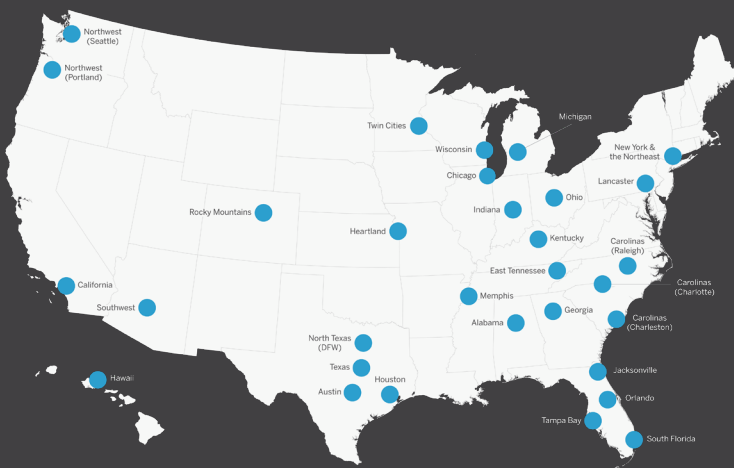 Northwest
(Seattle)
Northwest
(Portland)
Michigan
Twin Cities
Wisconsin
New York &
the Northeast
Chicago
Lancaster
Ohio
Indiana
Rocky Mountains
Heartland
Kentucky
Carolinas
(Raleigh)
East Tennessee
California
Carolinas
(Charlotte)
Memphis
Southwest
Georgia
Alabama
Carolinas
(Charleston)
North Texas
(DFW)
Texas
Jacksonville
Hawaii
Houston
Austin
Orlando
Tampa Bay
South Florida